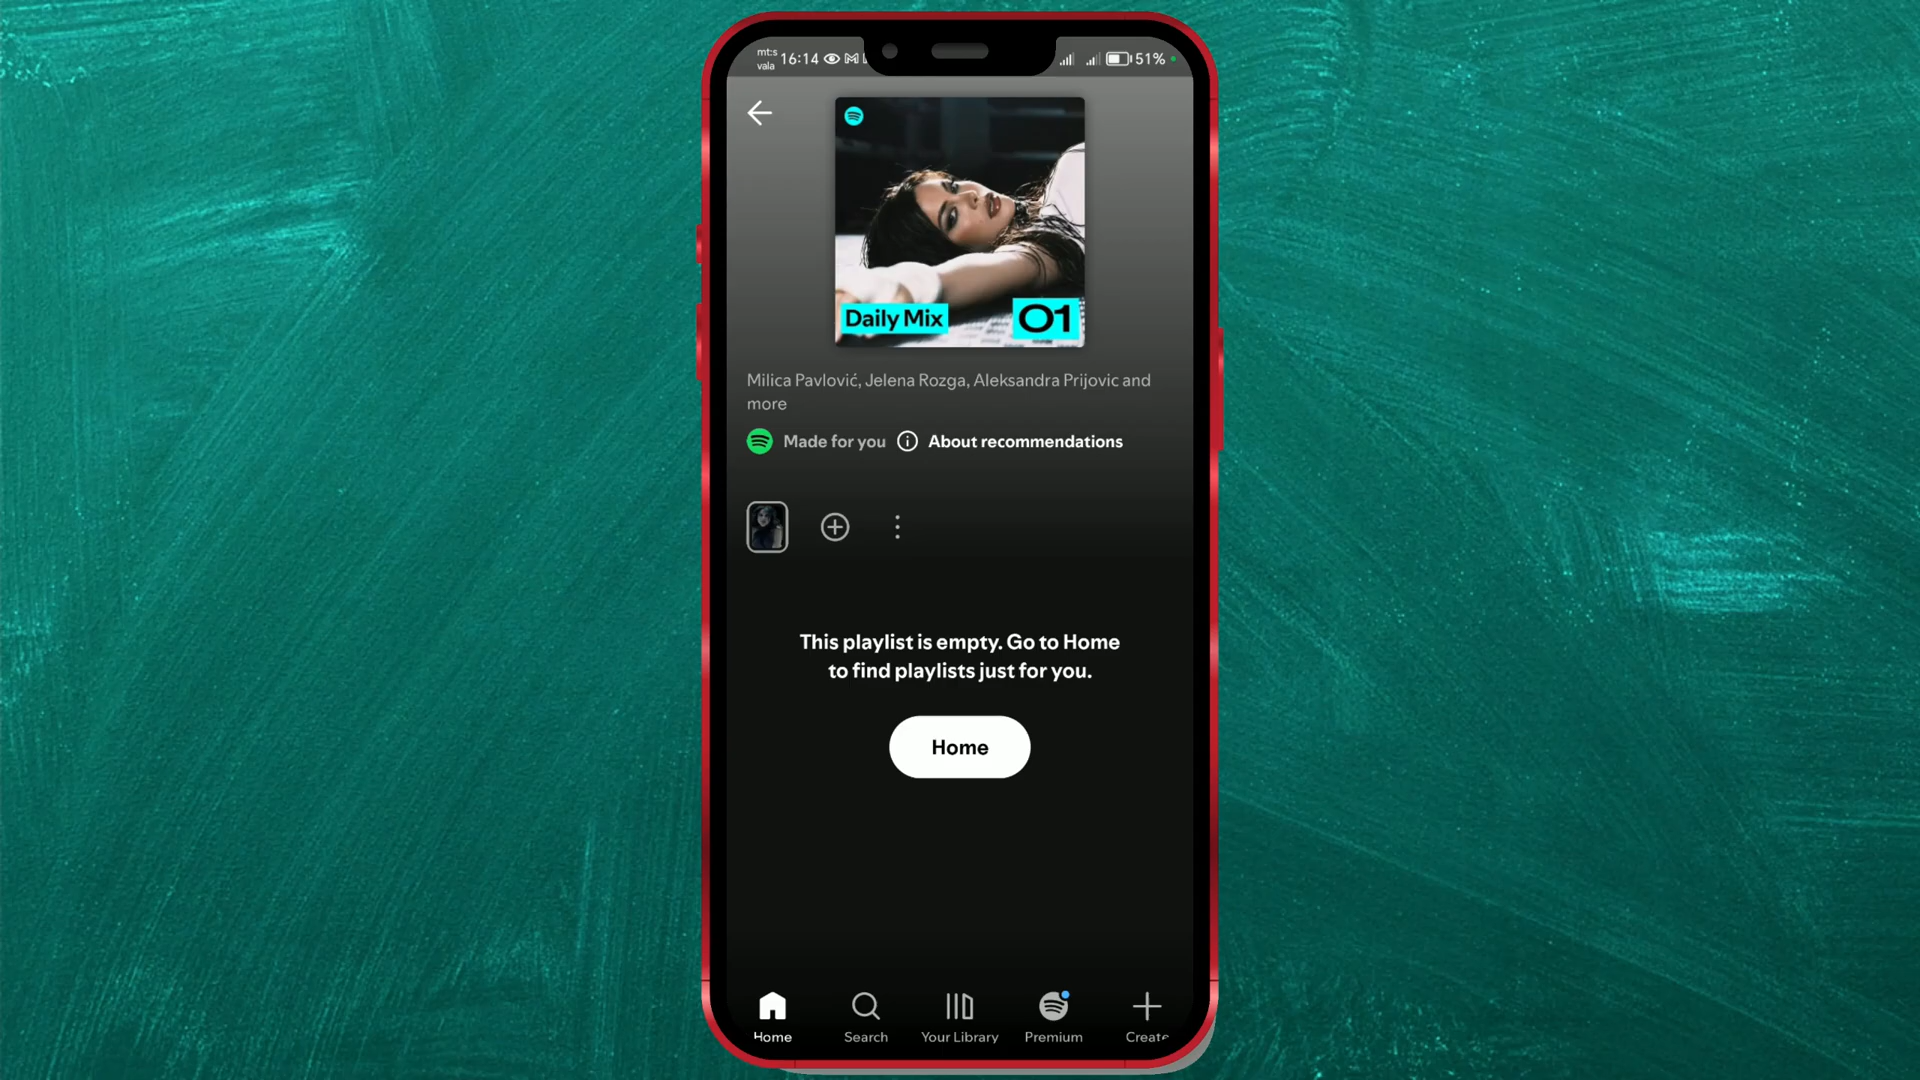 mt:s
vala
16:14
51%
Daily Mix
01
Milica Pavlović, Jelena Rozga, Aleksandra Prijovic and
more
Made for you
About recommendations
This playlist is empty. Go to Home
to find playlists just for you.
Home
Home
Search
Your Library
Premium
Create